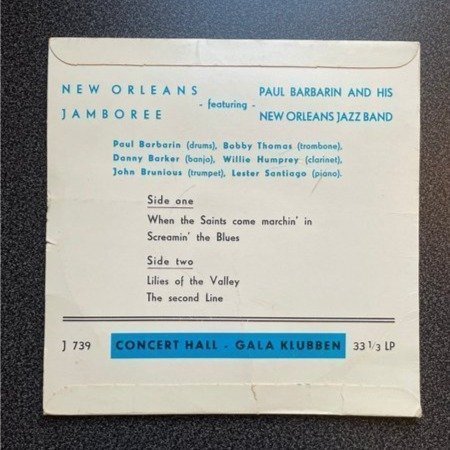 NEW ORLEANS JAMBOREE
- featuring -
PAUL BARBARIN AND HIS
NEW ORLEANS JAZZ BAND
Paul Barbarin (drums), Bobby Thomas (trombone),
Danny Barker (banjo), Willie Humprey (clarinet),
John Brunious (trumpet), Lester Santiago (piano).
Side one
When the Saints come marchin' in
Screamin' the Blues
Side two
Lilies of the Valley
The second Line
J 739 CONCERT HALL - GALA KLUBBEN 33 1/3 LP